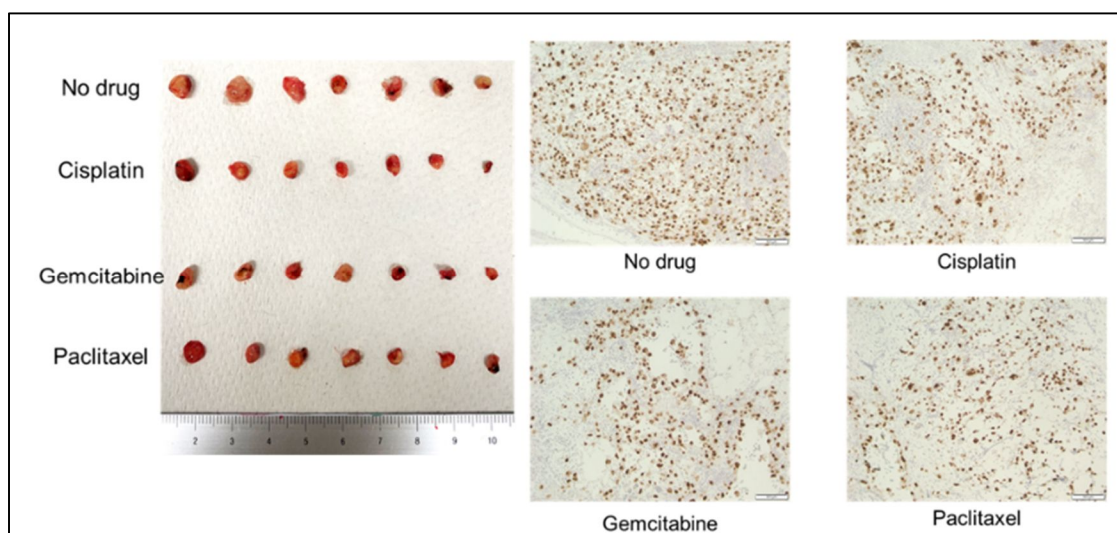 No drug
Cisplatin
Gemcitabine
Paclitaxel
2 3 4 5 6 7 8 9 10
No drug
Cisplatin
Gemcitabine
Paclitaxel